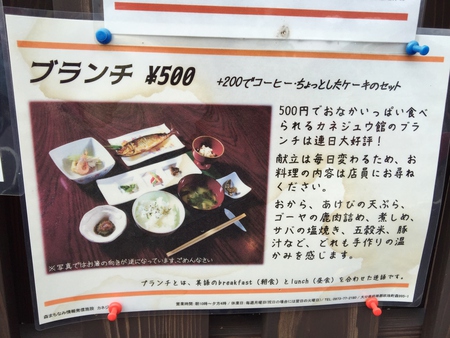 ブランチ ¥500
+200でコーヒー・ちょっとしたケーキのセット
500円でおなかいっぱい食べ
られるカネジュウ館のブラ
ンチは連日大好評!
献立は毎日変わるため、お
料理の内容は店員にお尋ね
ください。
おから、あけびの天ぷら、
ゴーヤの鹿肉詰め、煮しめ、
サバの塩焼き、五穀米、豚
汁など、どれも手作りの温
かみを感じます。
※写真ではお箸の向きが逆になっています。ごめんなさい
ブランチとは、英語のbreakfast(朝食)とlunch(昼食)を合わせた造語です。